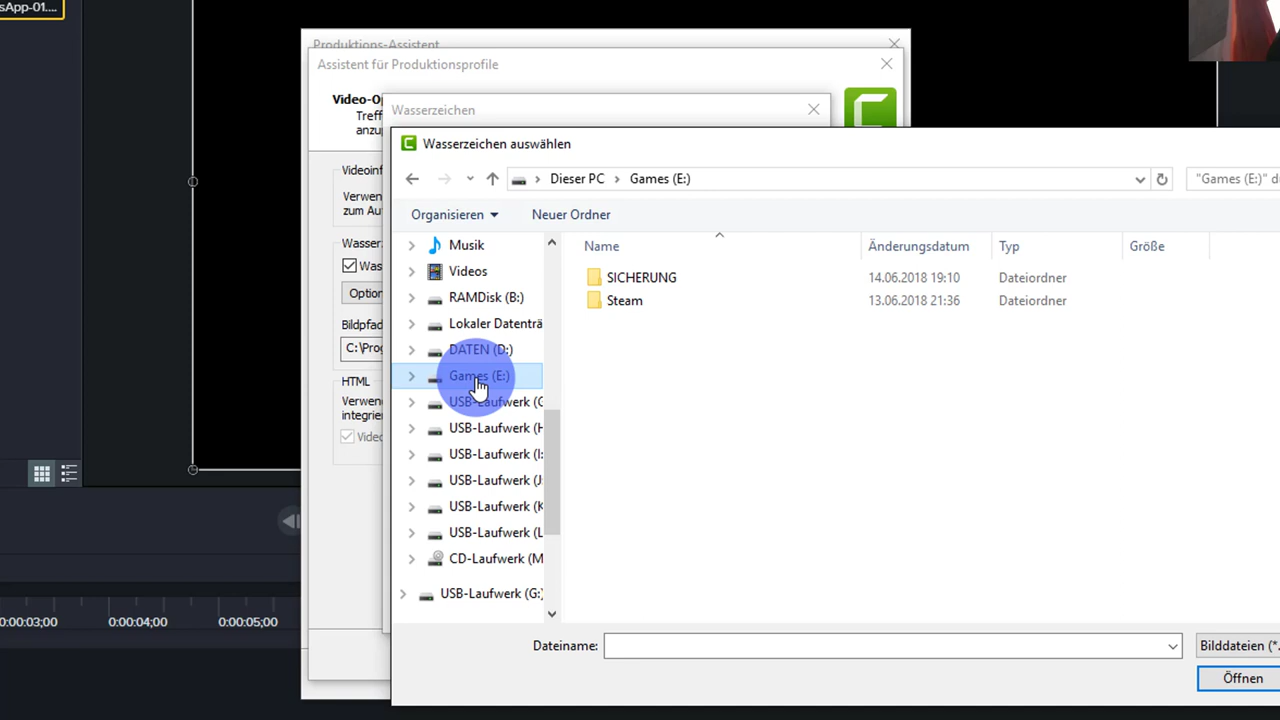 sApp-01....
Produktions-Assistent
Assistent für Produktionsprofile
Video-Op
Treff
anzu
Wasserzeichen
Wasserzeichen auswählen
Dieser PC > Games (E:)
"Games (E:)" d
Organisieren
Neuer Ordner
Videoinf
Verwen
zum Au
Wasserz
Was
Option
Bildpfad
C:\Prog
HTML
Verwen
integrier
Video
Musik
Videos
RAMDisk (B:)
Lokaler Datenträ
DATEN (D:)
Games (E:)
USB-Laufwerk (G
USB-Laufwerk (H
USB-Laufwerk (I:
USB-Laufwerk (J:
USB-Laufwerk (K
USB-Laufwerk (L
CD-Laufwerk (M
USB-Laufwerk (G:)
Name Änderungsdatum Typ Größe
SICHERUNG 14.06.2018 19:10 Dateiordner
Steam 13.06.2018 21:36 Dateiordner
Dateiname:
Bilddateien (*.
Öffnen
0:00:03;00 0:00:04;00 0:00:05;00